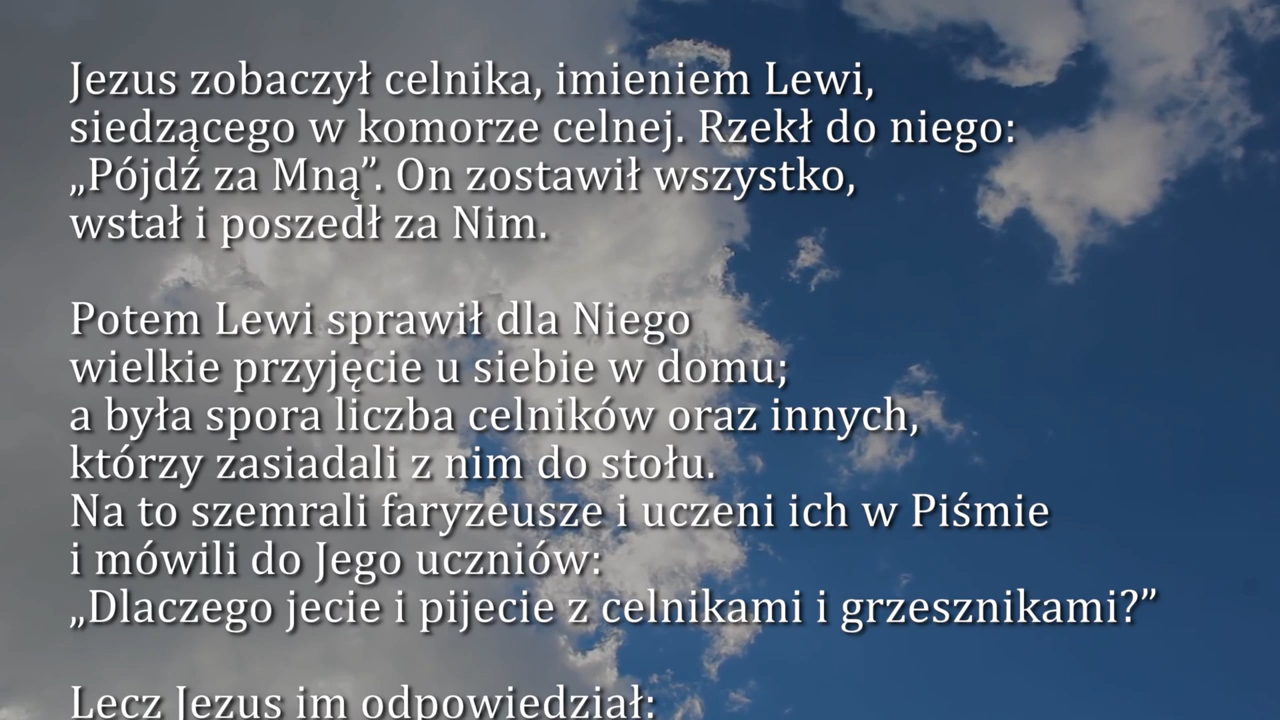 Jezus zobaczył celnika, imieniem Lewi,
siedzącego w komorze celnej. Rzekł do niego:
„Pójdź za Mną”. On zostawił wszystko,
wstał i poszedł za Nim.
Potem Lewi sprawił dla Niego
wielkie przyjęcie u siebie w domu;
a była spora liczba celników oraz innych,
którzy zasiadali z nim do stołu.
Na to szemrali faryzeusze i uczeni ich w Piśmie
i mówili do Jego uczniów:
„Dlaczego jecie i pijecie z celnikami i grzesznikami?”
Lecz Jezus im odpowiedział: